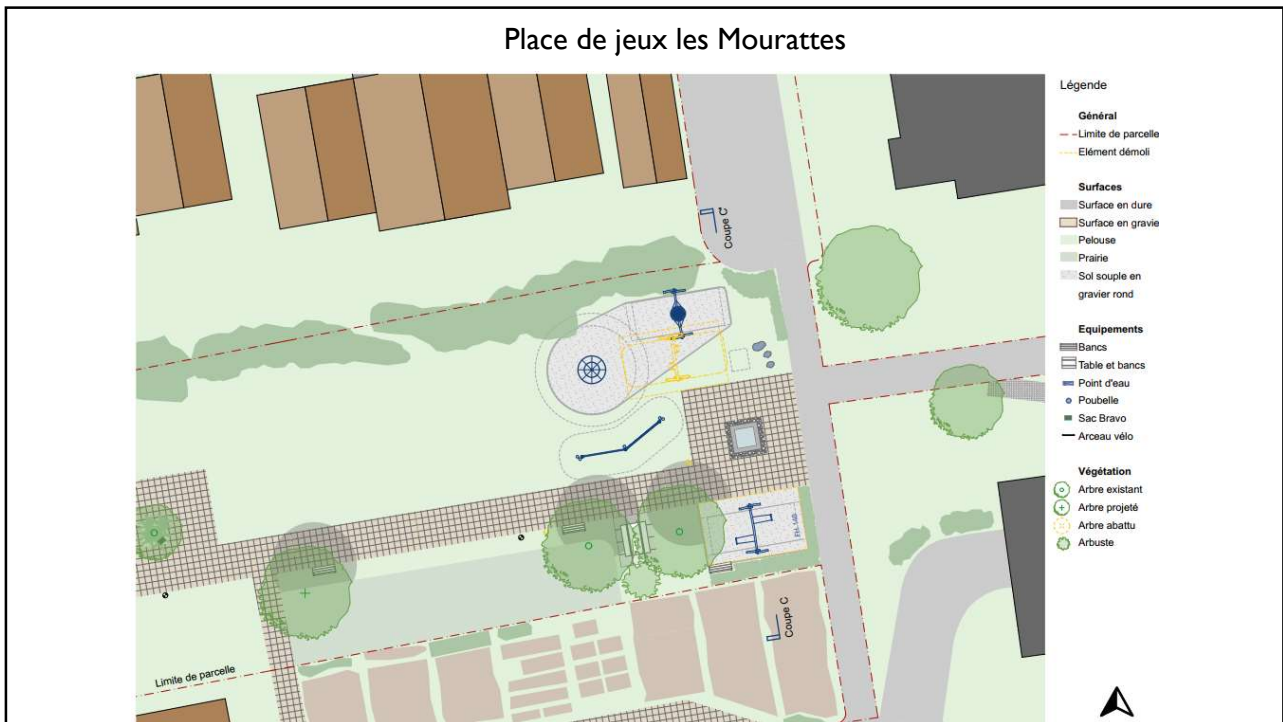 Place de jeux les Mourattes
Légende
Général
Limite de parcelle
Elément démoli
Surfaces
Surface en dure
Surface en gravie
Pelouse
Prairie
Sol souple en
gravier rond
Equipements
Bancs
Table et bancs
Point d'eau
Poubelle
Sac Bravo
Arceau vélo
Végétation
Arbre existant
Arbre projeté
Arbre abattu
Arbuste
Coupe C'
Coupe C
Limite de parcelle